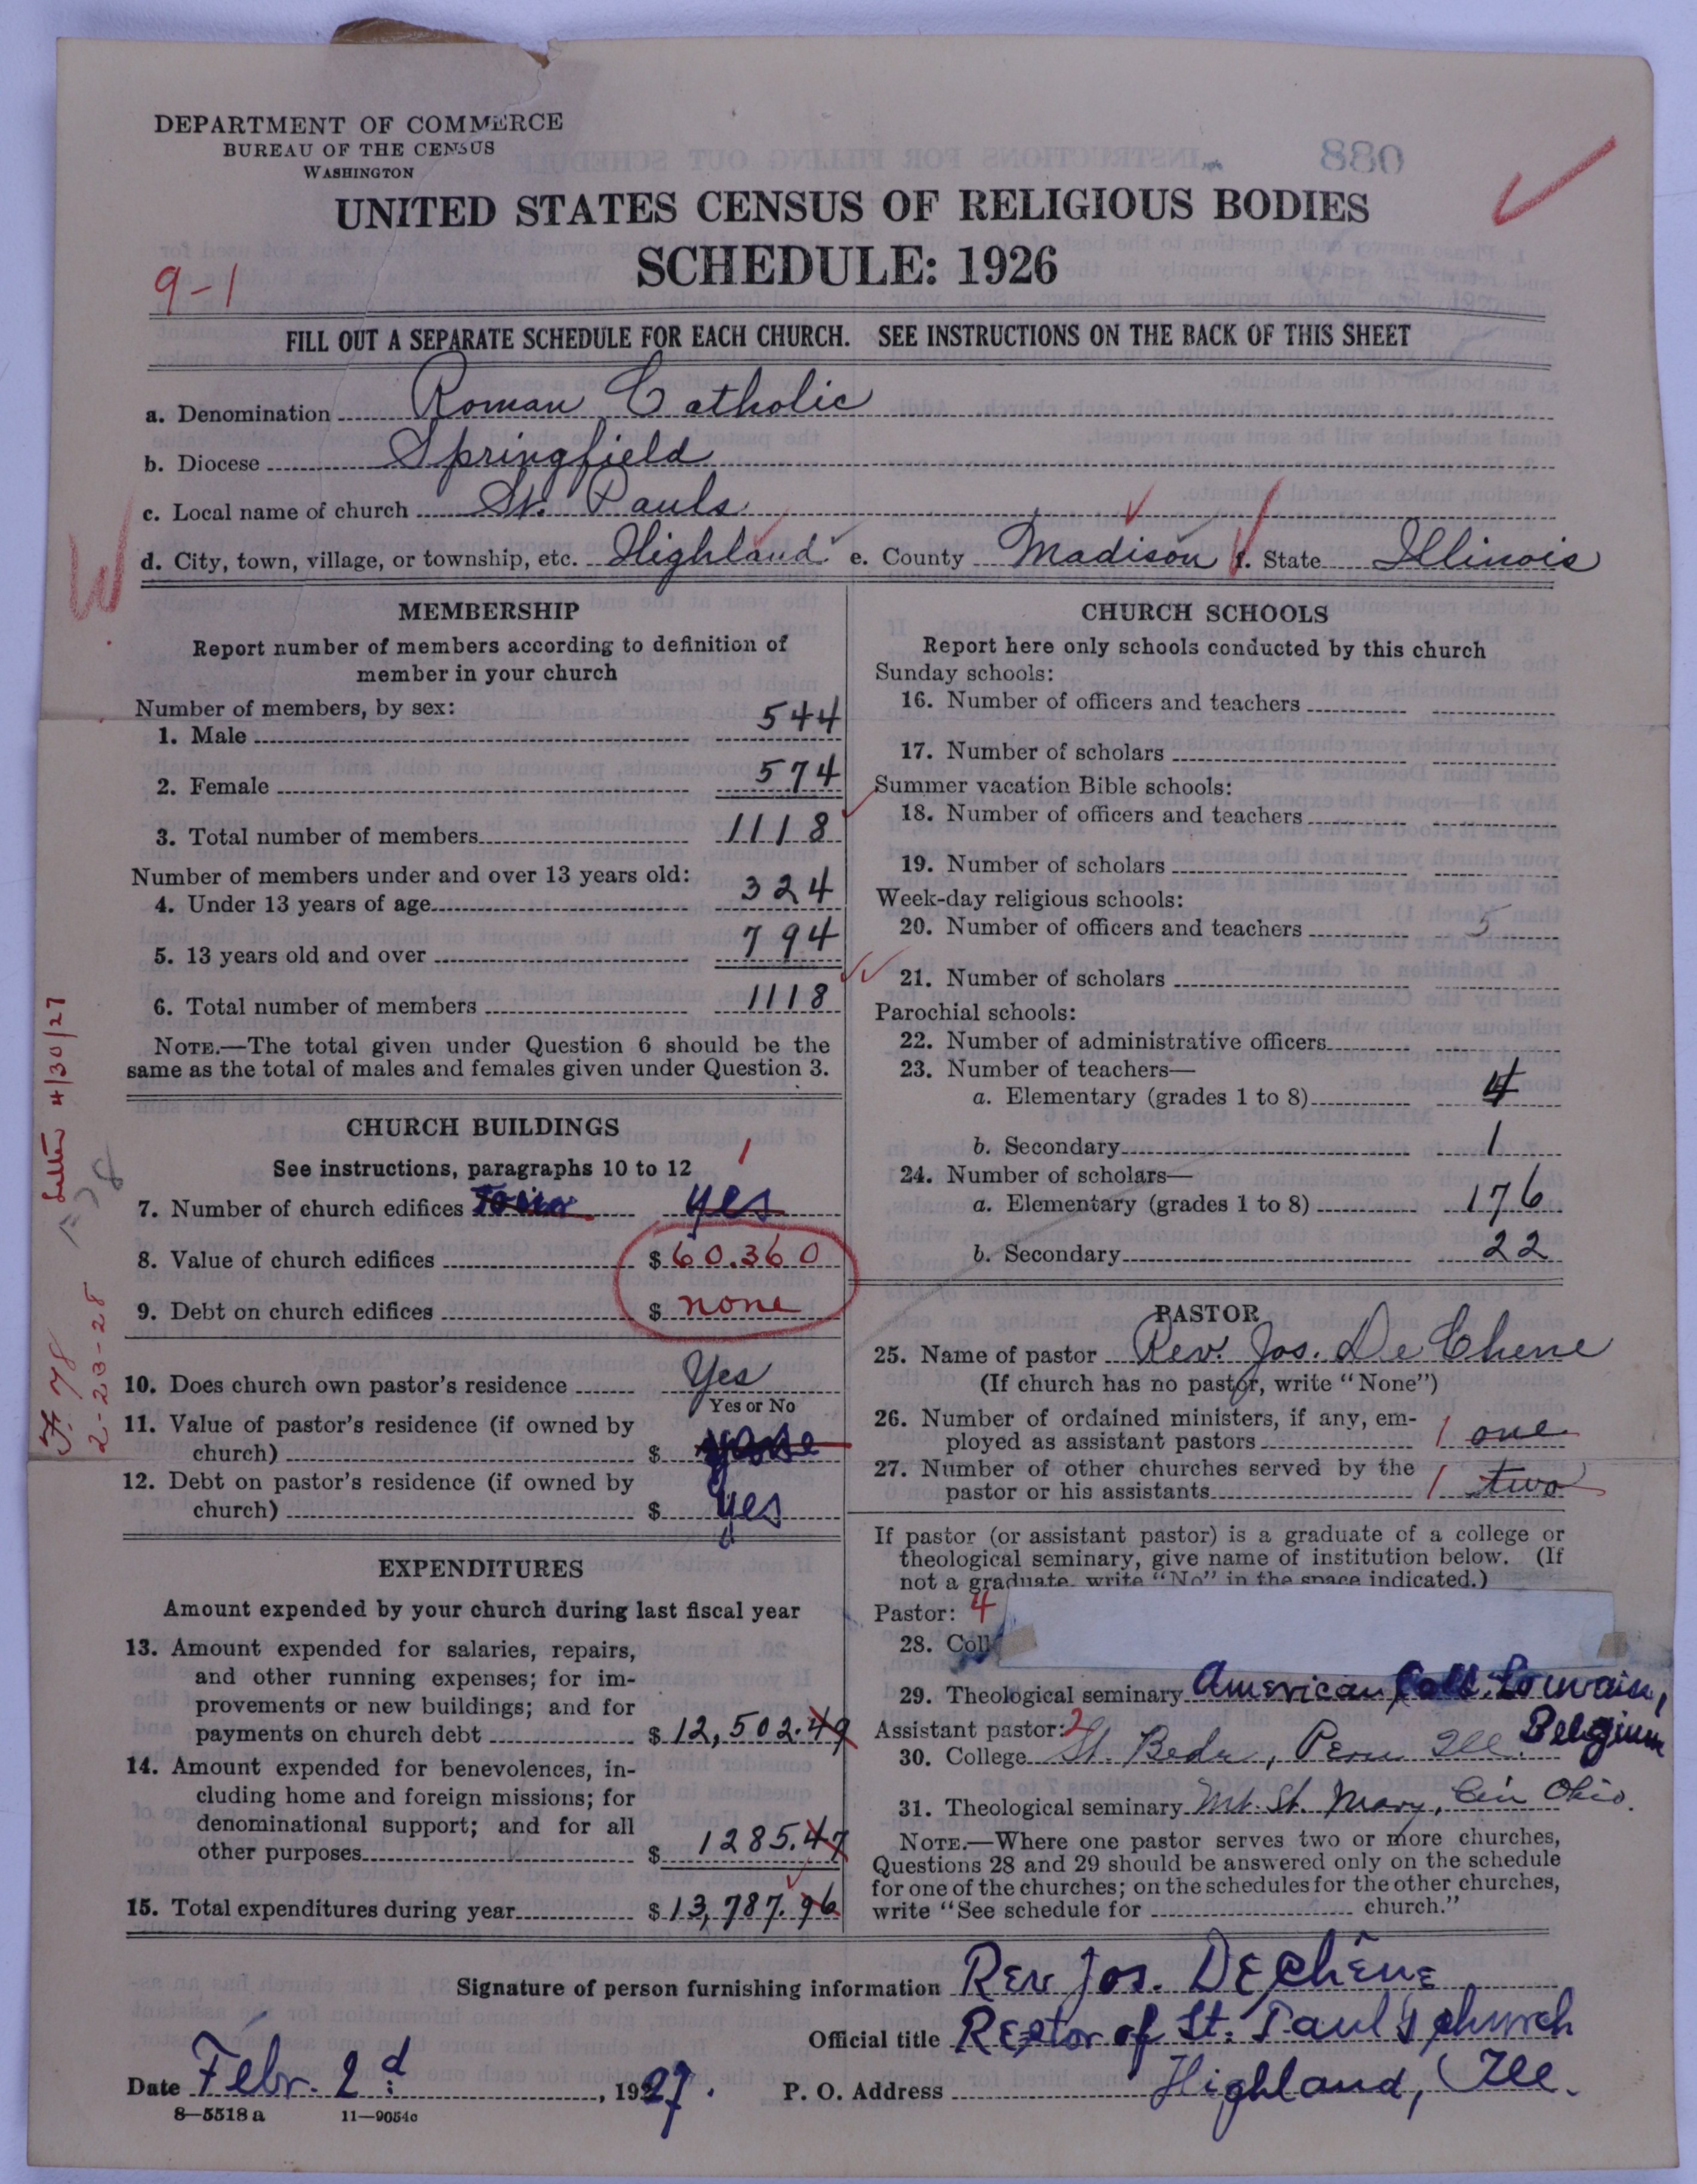 DEPARTMENT OF COMMERCE
BUREAU OF THE CENSUS
WASHINGTON
880
UNITED STATES CENSUS OF RELIGIOUS BODIES
SCHEDULE: 1926
9-1
FILL OUT A SEPARATE SCHEDULE FOR EACH CHURCH. SEE INSTRUCTIONS ON THE BACK OF THIS SHEET
a. Denomination Roman Catholic
b. Diocese Springfield
c. Local name of church St. Pauls
d. City, town, village, or township, etc. Highland e. County Madison f. State Illinois
MEMBERSHIP
Report number of members according to definition of
member in your church
Number of members, by sex:
1. Male 544
2. Female 574
3. Total number of members 1118
Number of members under and over 13 years old:
4. Under 13 years of age 324
5. 13 years old and over 794
6. Total number of members 1118
NOTE.—The total given under Question 6 should be the
same as the total of males and females given under Question 3.
CHURCH BUILDINGS
See instructions, paragraphs 10 to 12 1
7. Number of church edifices yes
8. Value of church edifices $60.360
9. Debt on church edifices $ none
10. Does church own pastor's residence Yes
Yes or No
11. Value of pastor's residence (if owned by
church) $
12. Debt on pastor's residence (if owned by
church) $ yes
EXPENDITURES
Amount expended by your church during last fiscal year
13. Amount expended for salaries, repairs,
and other running expenses; for im-
provements or new buildings; and for
payments on church debt $12,502.49
14. Amount expended for benevolences, in-
cluding home and foreign missions; for
denominational support; and for all
other purposes $ 1285.47
15. Total expenditures during year $13,787.96
Letter 4/30/27
2-23-28
CHURCH SCHOOLS
Report here only schools conducted by this church
Sunday schools:
16. Number of officers and teachers
17. Number of scholars
Summer vacation Bible schools:
18. Number of officers and teachers
19. Number of scholars
Week-day religious schools:
20. Number of officers and teachers 5
21. Number of scholars
Parochial schools:
22. Number of administrative officers
23. Number of teachers—
a. Elementary (grades 1 to 8) 4
b. Secondary 1
24. Number of scholars—
a. Elementary (grades 1 to 8) 176
b. Secondary 22
PASTOR
25. Name of pastor Rev. Jos. De Chene
(If church has no pastor, write "None")
26. Number of ordained ministers, if any, em-
ployed as assistant pastors 1 one
27. Number of other churches served by the
pastor or his assistants 1 two
If pastor (or assistant pastor) is a graduate of a college or
theological seminary, give name of institution below. (If
not a graduate, write "No" in the space indicated.)
Pastor: 4
28. Coll
29. Theological seminary American Coll. Louvain,
Belgium
Assistant pastor: 2
30. College St. Bede, Peru Ill.
31. Theological seminary Mt. St. Mary, Cin Ohio.
NOTE.—Where one pastor serves two or more churches,
Questions 28 and 29 should be answered only on the schedule
for one of the churches; on the schedules for the other churches,
write "See schedule for church."
Signature of person furnishing information Rev Jos. DeChêne
Official title Rector of St. Paul's church
Date Febr. 2d, 1927. P. O. Address Highland, Ill.
8—5518a 11—9054c